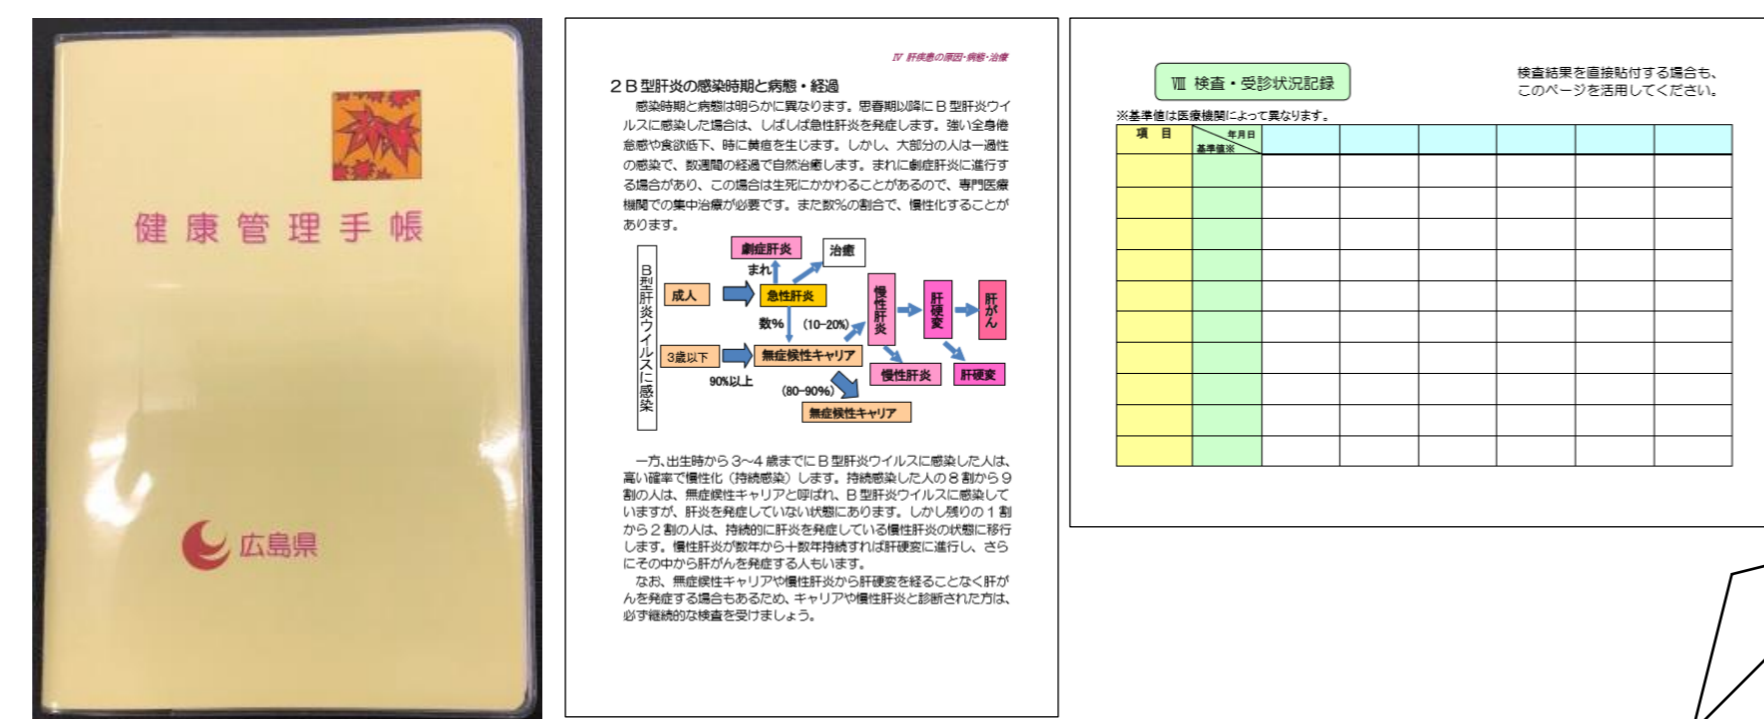 健康管理手帳
広島県
Ⅳ 肝疾患の原因・病態・治療
2 B型肝炎の感染時期と病態・経過
感染時期と病態は明らかに異なります。思春期以降にB型肝炎ウイ
ルスに感染した場合は、しばしば急性肝炎を発症します。強い全身倦
怠感や食欲低下、時に黄疸を生じます。しかし、大部分の人は一過性
の感染で、数週間の経過で自然治癒します。まれに劇症肝炎に進行す
る場合があり、この場合は生死にかかわることがあるので、専門医療
機関での集中治療が必要です。また数%の割合で、慢性化することが
あります。
B型肝炎ウイルスに感染
劇症肝炎
治癒
まれ
成人
急性肝炎
慢性肝炎
肝硬変
肝がん
数%
(10-20%)
3歳以下
無症候性キャリア
90%以上
慢性肝炎
肝硬変
(80-90%)
無症候性キャリア
一方、出生時から3~4歳までにB型肝炎ウイルスに感染した人は、
高い確率で慢性化(持続感染)します。持続感染した人の8割から9
割の人は、無症候性キャリアと呼ばれ、B型肝炎ウイルスに感染して
いますが、肝炎を発症していない状態にあります。しかし残りの1割
から2割の人は、持続的に肝炎を発症している慢性肝炎の状態に移行
します。慢性肝炎が数年から十数年持続すれば肝硬変に進行し、さら
にその中から肝がんを発症する人もいます。
なお、無症候性キャリアや慢性肝炎から肝硬変を経ることなく肝が
んを発症する場合もあるため、キャリアや慢性肝炎と診断された方は、
必ず継続的な検査を受けましょう。
Ⅷ 検査・受診状況記録
検査結果を直接貼付する場合も、
このページを活用してください。
※基準値は医療機関によって異なります。
項 目
年月日
基準値※